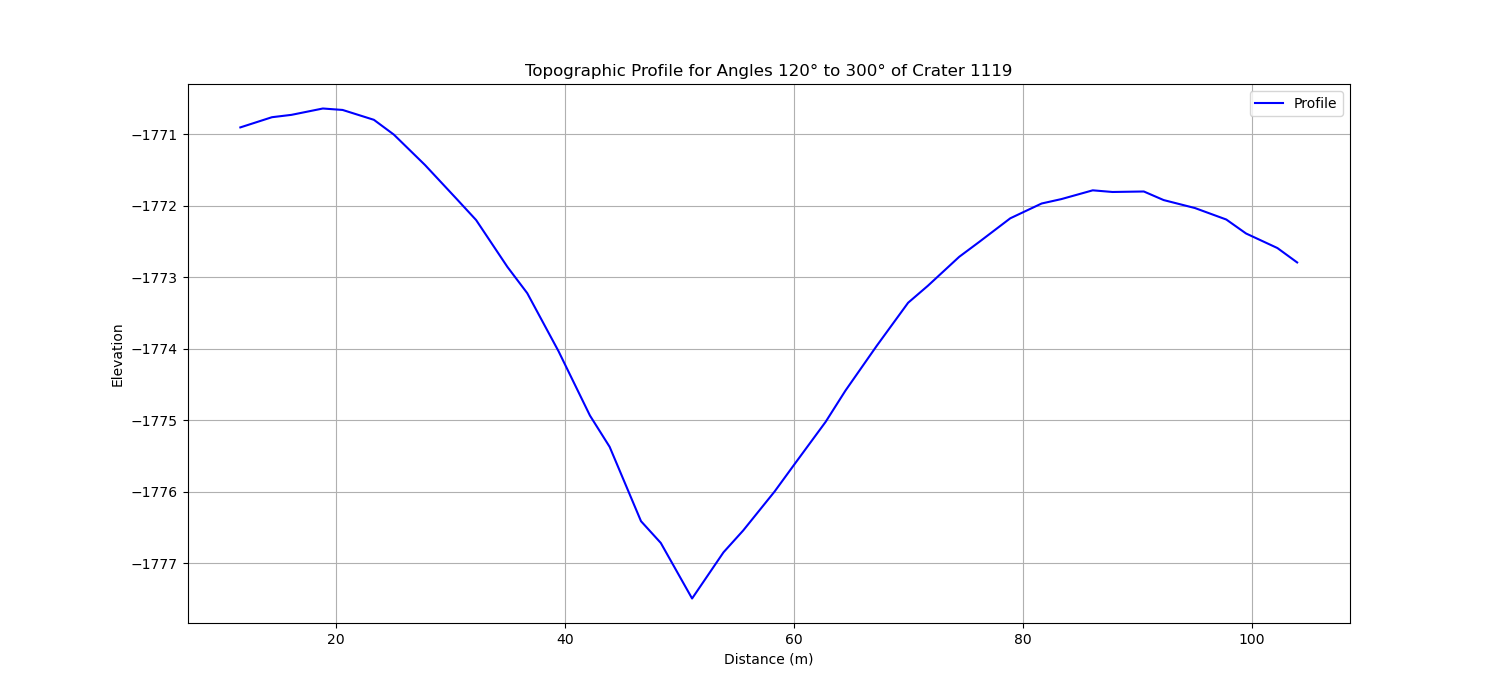 Topographic Profile for Angles 120° to 300° of Crater 1119
Profile
−1771
−1772
−1773
−1774
−1775
−1776
−1777
Elevation
20 40 60 80 100
Distance (m)